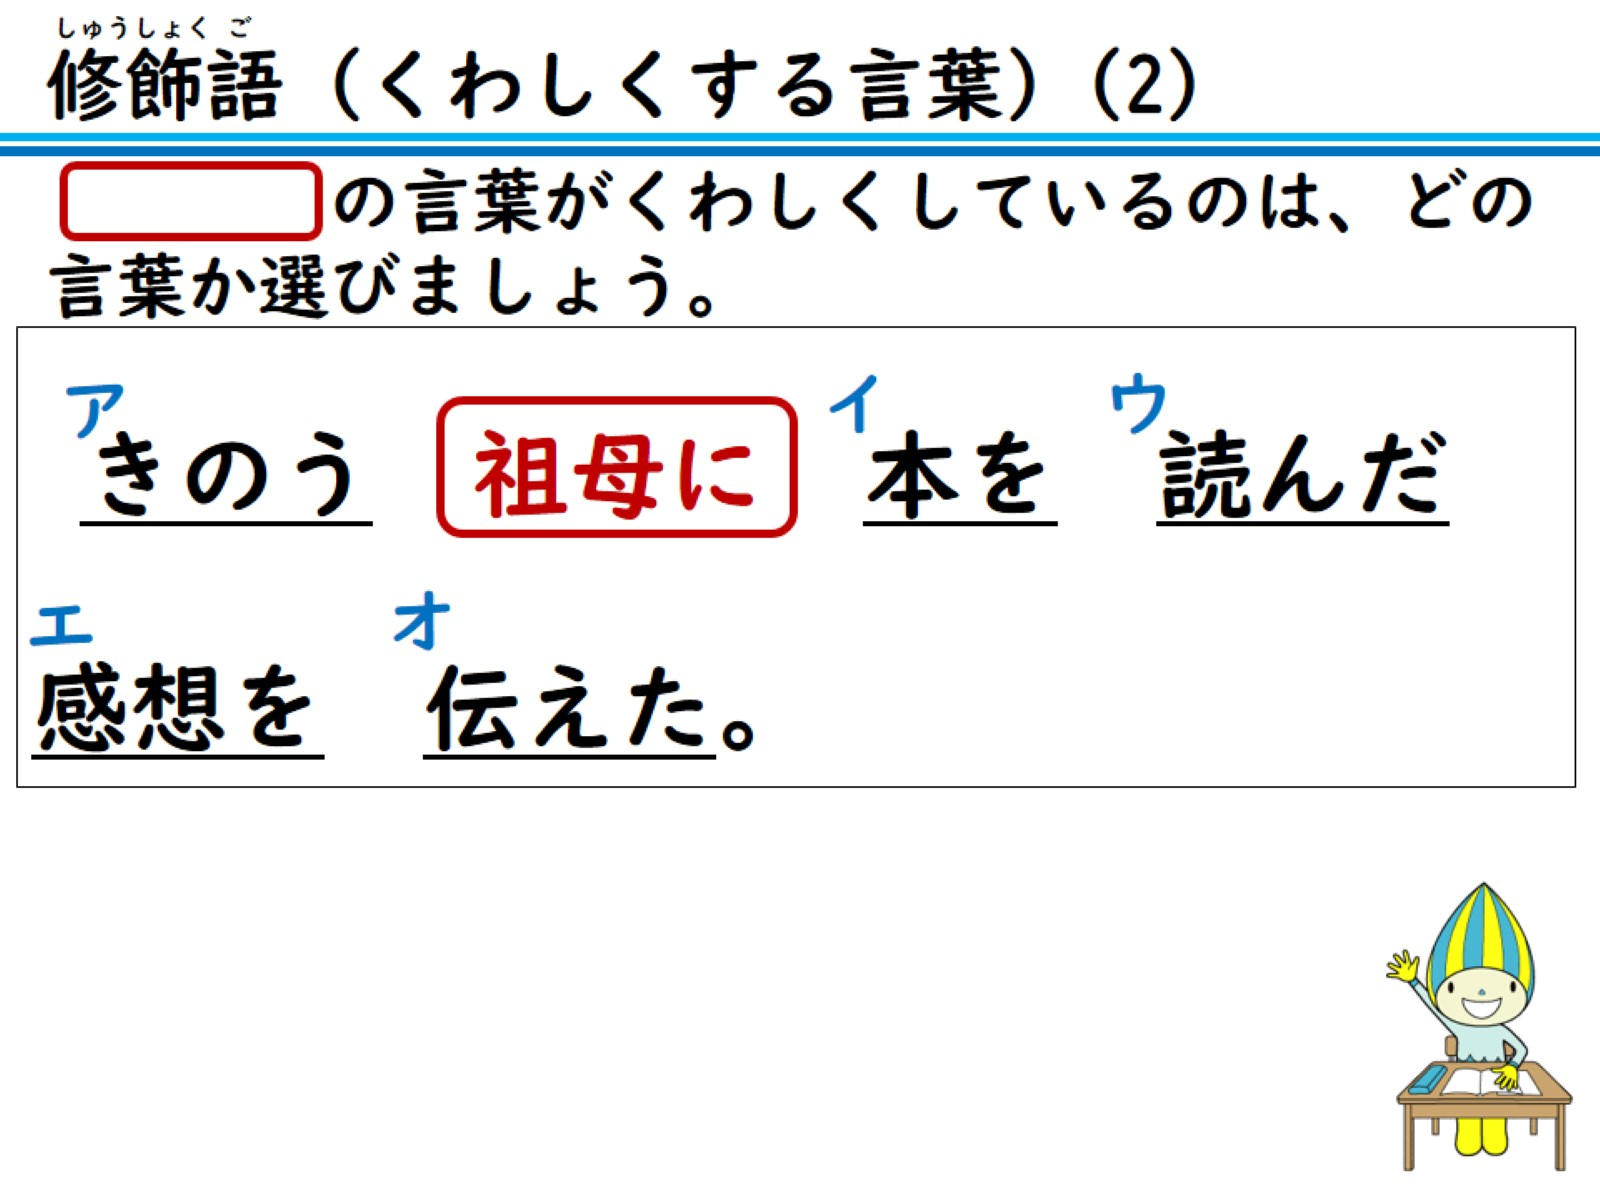 しゅうしょく ご
修飾語（くわしくする言葉）(2)
の言葉がくわしくしているのは、どの
言葉か選びましょう。
ア イ ウ
きのう 祖母に 本を 読んだ
エ オ
感想を 伝えた。